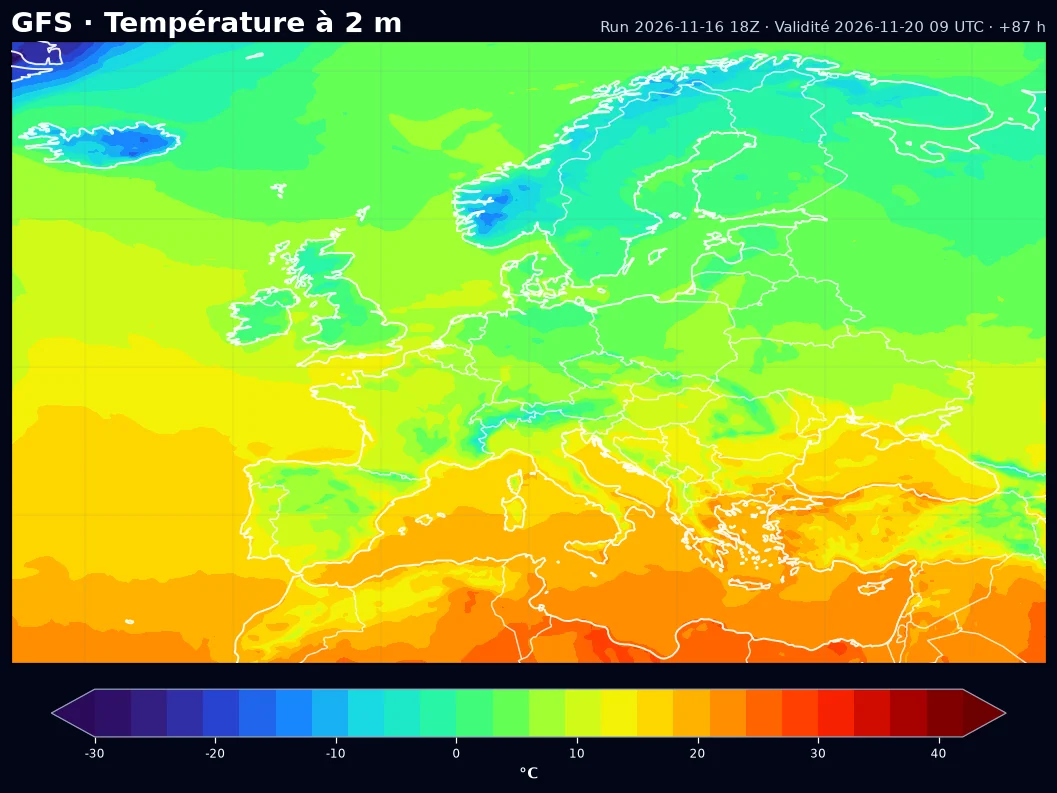 GFS · Température à 2 m
Run 2026-11-16 18Z · Validité 2026-11-20 09 UTC · +87 h
-30 -20 -10 0 10 20 30 40
°C